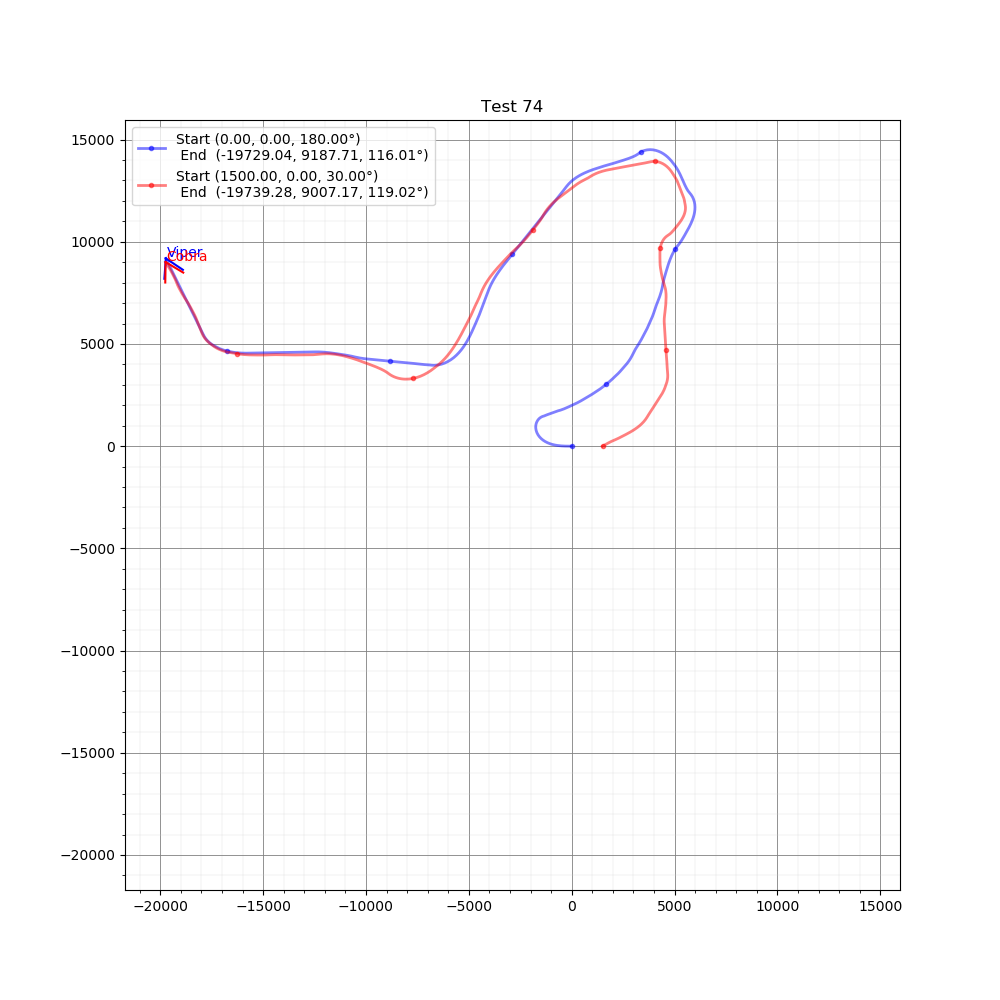 Test 74
Start (0.00, 0.00, 180.00°)
End  (-19729.04, 9187.71, 116.01°)
Start (1500.00, 0.00, 30.00°)
End  (-19739.28, 9007.17, 119.02°)
Viper
Cobra
15000
10000
5000
0
−5000
−10000
−15000
−20000
−20000 −15000 −10000 −5000 0 5000 10000 15000